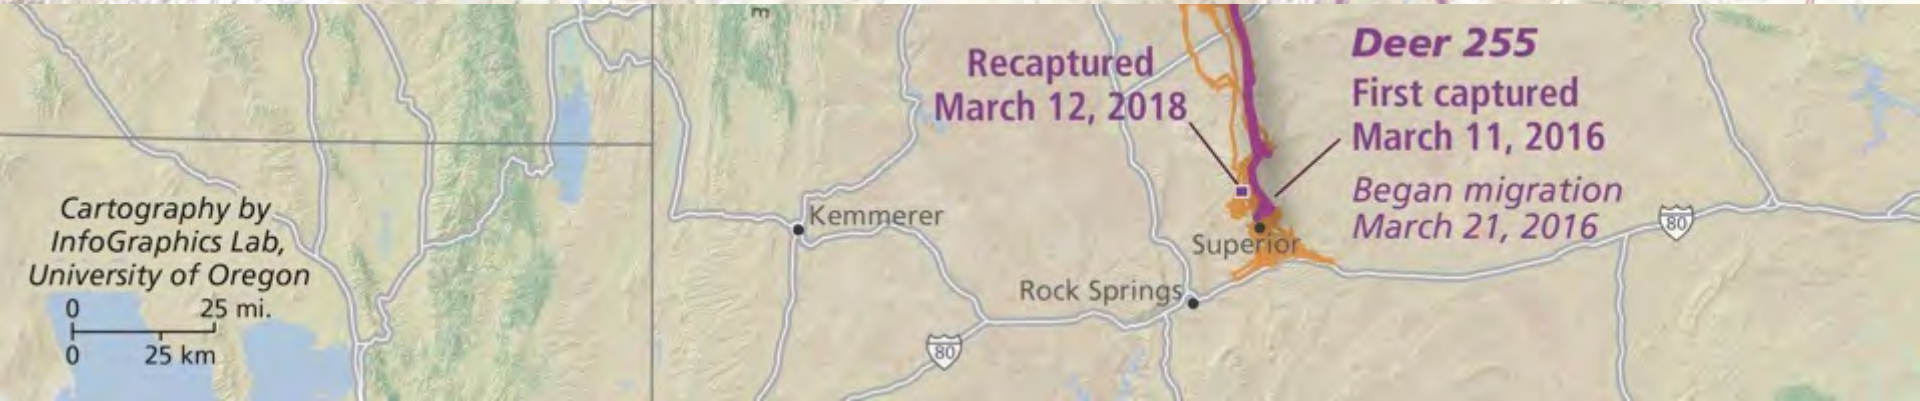 m
Recaptured
March 12, 2018
Deer 255
First captured
March 11, 2016
Began migration
March 21, 2016
Kemmerer
Superior
Rock Springs
80
80
Cartography by
InfoGraphics Lab,
University of Oregon
0 25 mi.
0 25 km